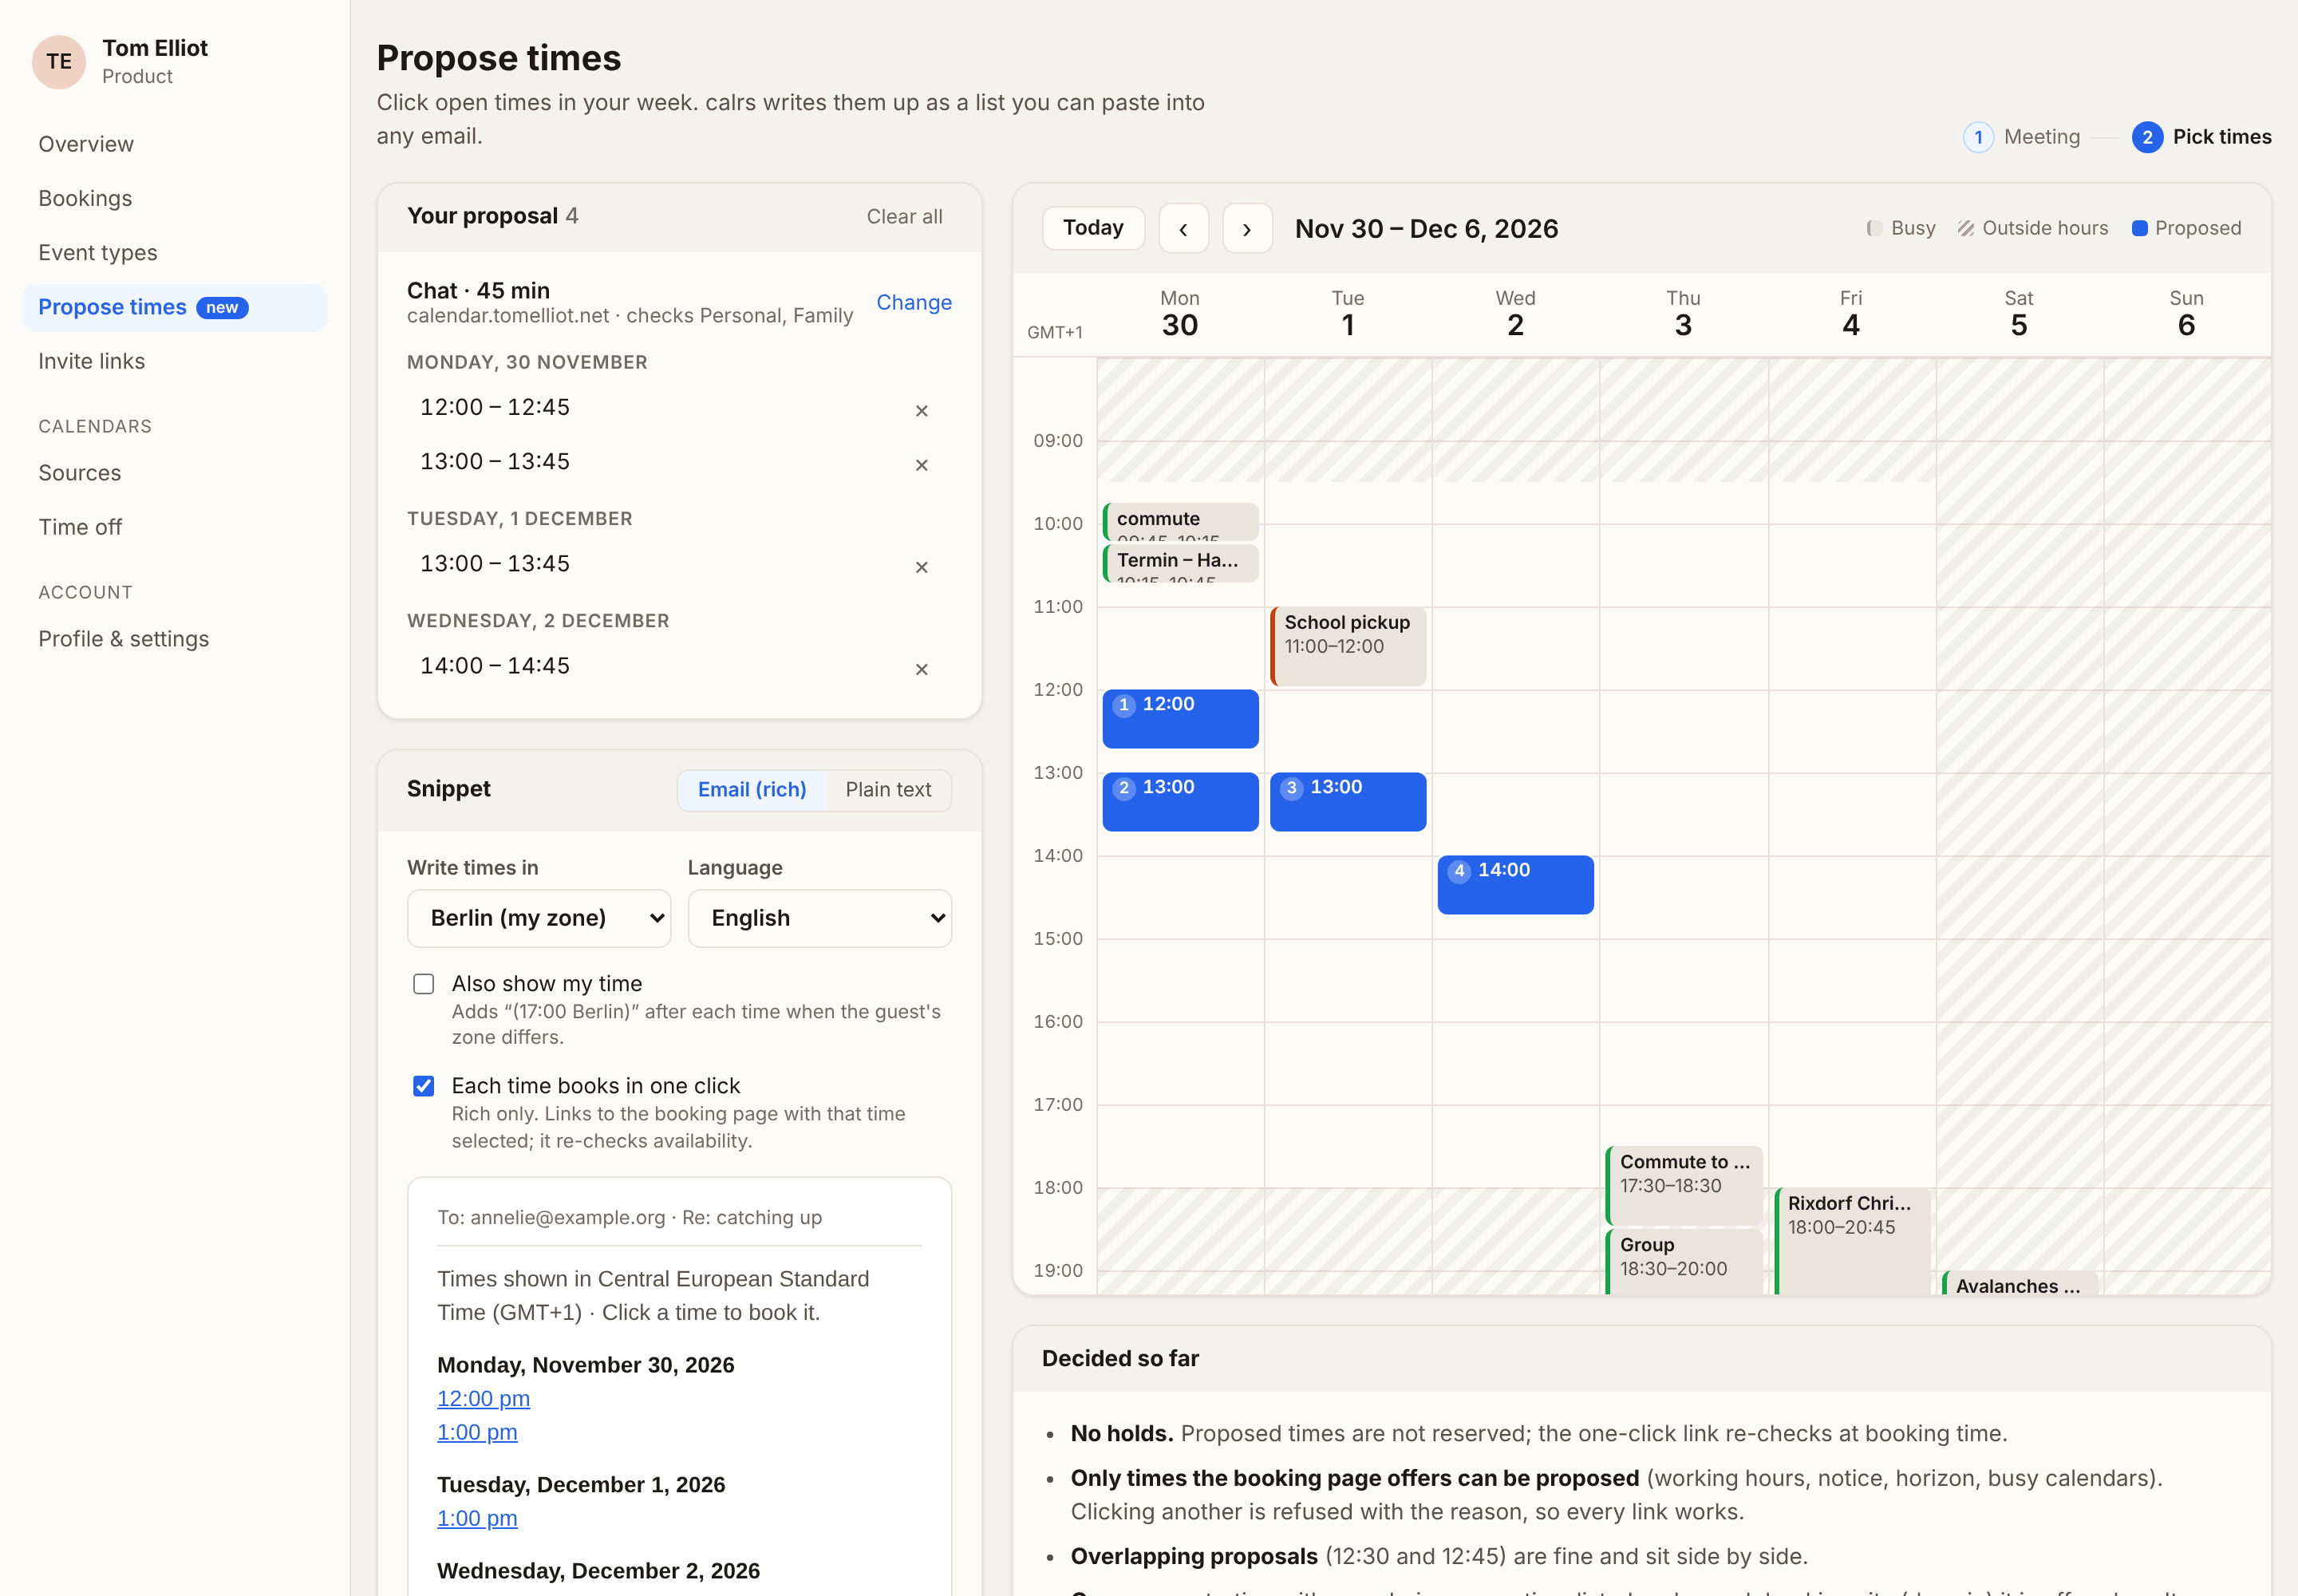 TE
Tom Elliot
Product
Overview
Bookings
Event types
Propose times new
Invite links
CALENDARS
Sources
Time off
ACCOUNT
Profile & settings
Propose times
Click open times in your week. calrs writes them up as a list you can paste into
any email.
1 Meeting 2 Pick times
Your proposal 4 Clear all
Chat · 45 min
calendar.tomelliot.net · checks Personal, Family
Change
MONDAY, 30 NOVEMBER
12:00 – 12:45 ×
13:00 – 13:45 ×
TUESDAY, 1 DECEMBER
13:00 – 13:45 ×
WEDNESDAY, 2 DECEMBER
14:00 – 14:45 ×
Snippet Email (rich) Plain text
Write times in Language
Berlin (my zone) English
Also show my time
Adds “(17:00 Berlin)” after each time when the guest's
zone differs.
Each time books in one click
Rich only. Links to the booking page with that time
selected; it re-checks availability.
To: annelie@example.org · Re: catching up
Times shown in Central European Standard
Time (GMT+1) · Click a time to book it.
Monday, November 30, 2026
12:00 pm
1:00 pm
Tuesday, December 1, 2026
1:00 pm
Wednesday, December 2, 2026
Today ‹ › Nov 30 – Dec 6, 2026 Busy Outside hours Proposed
GMT+1
Mon 30
Tue 1
Wed 2
Thu 3
Fri 4
Sat 5
Sun 6
09:00
10:00
11:00
12:00
13:00
14:00
15:00
16:00
17:00
18:00
19:00
commute
09:45–10:15
Termin – Ha...
10:15–10:45
1 12:00
2 13:00
School pickup
11:00–12:00
3 13:00
4 14:00
Commute to ...
17:30–18:30
Group
18:30–20:00
Rixdorf Chri...
18:00–20:45
Avalanches ...
Decided so far
• No holds. Proposed times are not reserved; the one-click link re-checks at booking time.
• Only times the booking page offers can be proposed (working hours, notice, horizon, busy calendars).
Clicking another is refused with the reason, so every link works.
• Overlapping proposals (12:30 and 12:45) are fine and sit side by side.